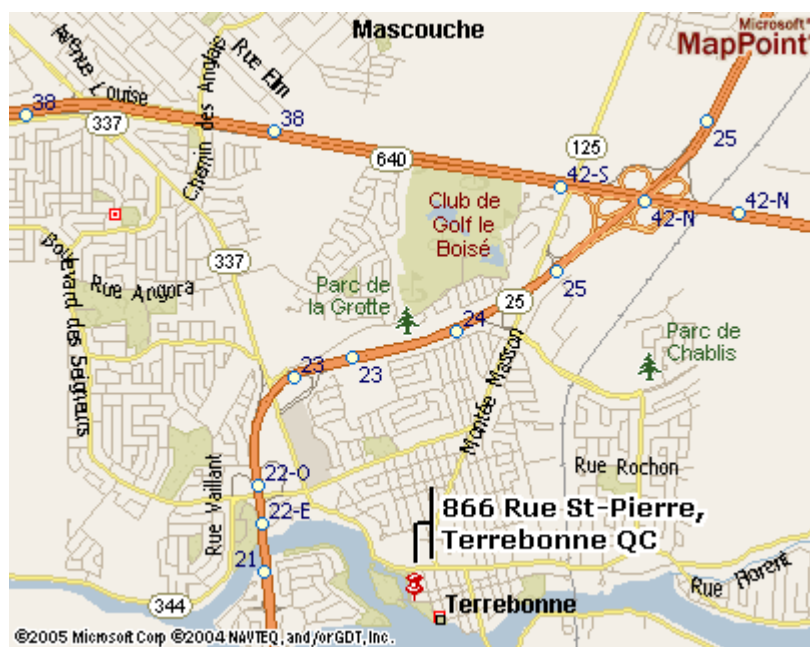 Mascouche
Microsoft
MapPoint
Avenue Louise
Rue Elm
Chemin des Anglais
38
38
337
640
125
25
42-S
42-N
42-N
Club de
Golf le
Boisé
337
Boulevard des Seigneurs
Rue Angora
Parc de
la Grotte
25
25
24
23
23
Parc de
Chablis
Montée Masson
Rue Vaillant
22-O
22-E
21
Rue Rochon
866 Rue St-Pierre,
Terrebonne QC
344
Terrebonne
Rue Florent
©2005 Microsoft Corp ©2004 NAVTEQ, and/or GDT, Inc.